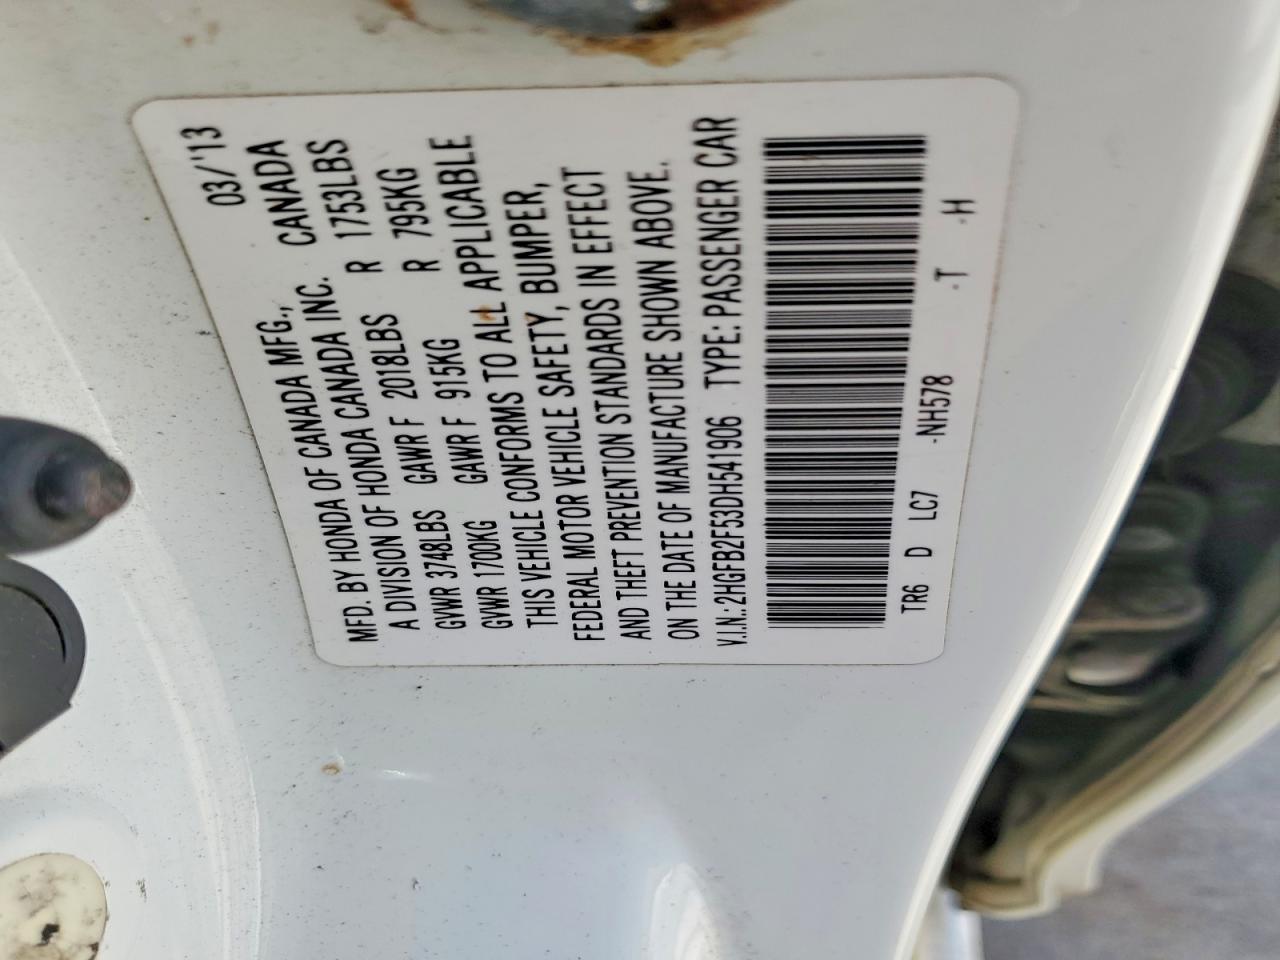 MFD. BY HONDA OF CANADA MFG., 03/'13
A DIVISION OF HONDA CANADA INC. CANADA
GVWR 3748LBS GAWR F 2018LBS R 1753LBS
GVWR 1700KG GAWR F 915KG R 795KG
THIS VEHICLE CONFORMS TO ALL APPLICABLE
FEDERAL MOTOR VEHICLE SAFETY, BUMPER,
AND THEFT PREVENTION STANDARDS IN EFFECT
ON THE DATE OF MANUFACTURE SHOWN ABOVE.
V.I.N.:2HGFB2F53DH541906 TYPE: PASSENGER CAR
TR6 D LC7 -NH578 -T -H